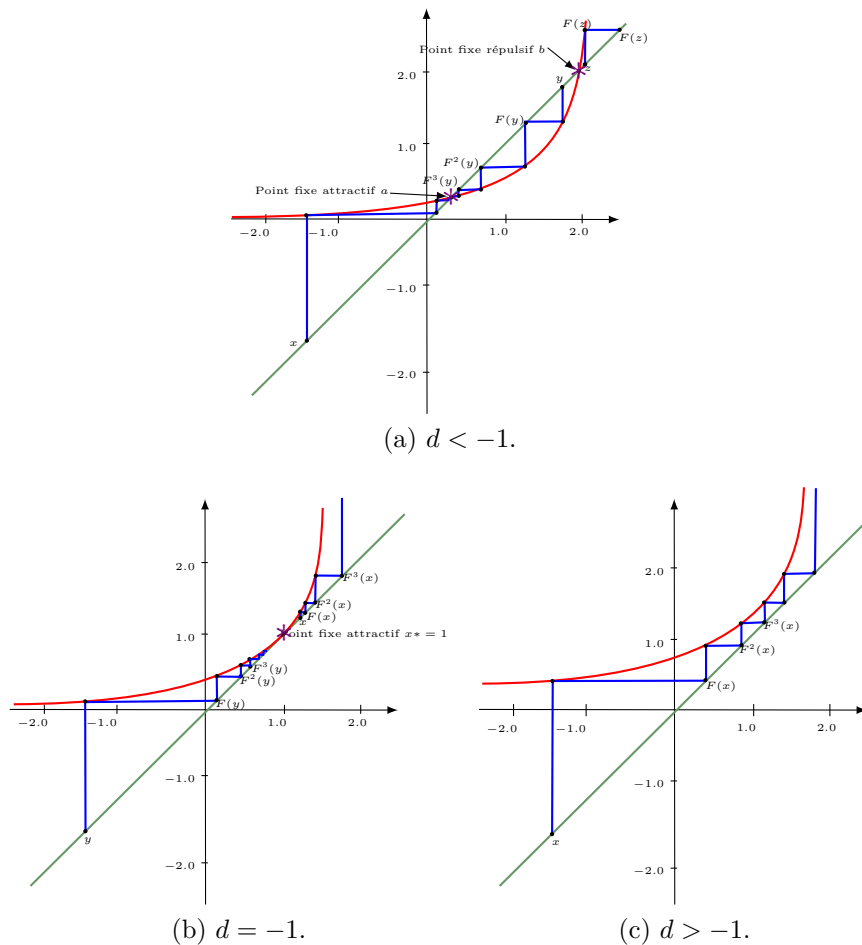 F(z)
F(z)
Point fixe répulsif b
z
2.0
y
F(y)
1.0
F²(y)
F³(y)
Point fixe attractif a
−2.0
−1.0
1.0
2.0
−1.0
x
−2.0
(a) d < −1.
2.0
F³(x)
F²(x)
F(x)
x
1.0
Point fixe attractif x∗ = 1
F³(y)
F²(y)
F(y)
−2.0
−1.0
1.0
2.0
−1.0
y
−2.0
(b) d = −1.
2.0
F³(x)
1.0
F²(x)
F(x)
−2.0
−1.0
1.0
2.0
−1.0
x
−2.0
(c) d > −1.